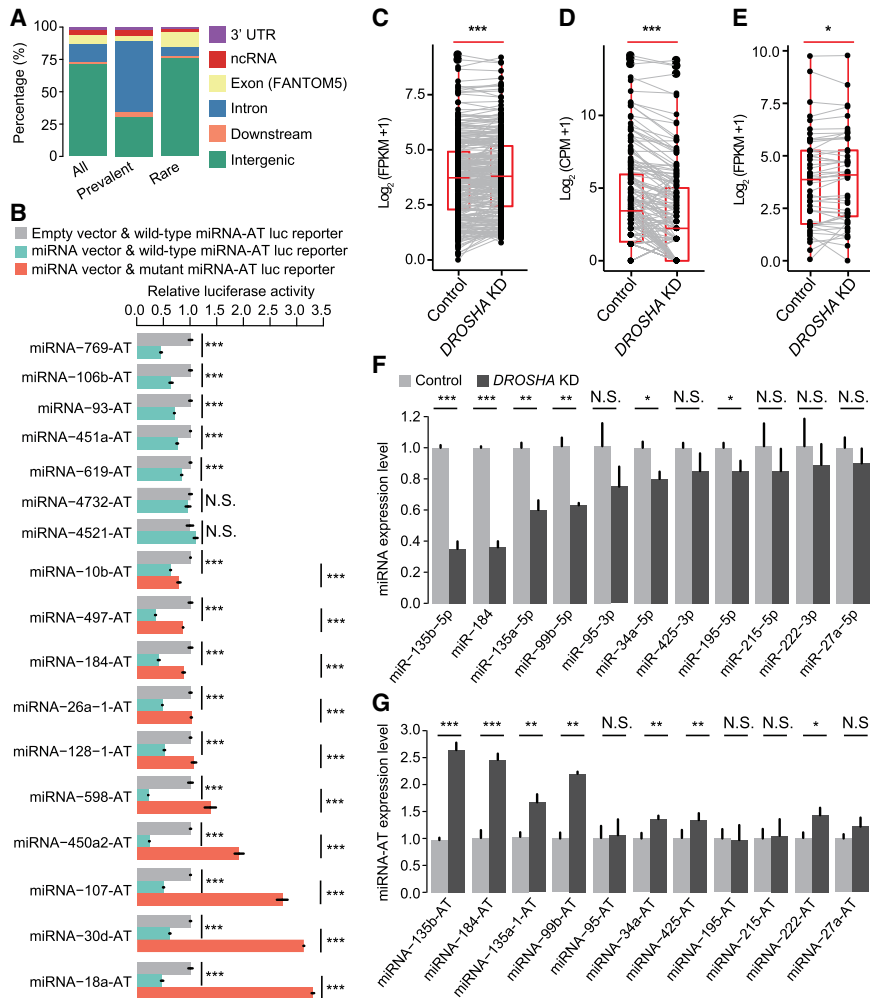 A
Percentage (%)
100
75
50
25
0
All
Prevalent
Rare
3' UTR
ncRNA
Exon (FANTOM5)
Intron
Downstream
Intergenic
B
Empty vector & wild-type miRNA-AT luc reporter
miRNA vector & wild-type miRNA-AT luc reporter
miRNA vector & mutant miRNA-AT luc reporter
Relative luciferase activity
0.0 0.5 1.0 1.5 2.0 2.5 3.0 3.5
miRNA-769-AT ***
miRNA-106b-AT ***
miRNA-93-AT ***
miRNA-451a-AT ***
miRNA-619-AT ***
miRNA-4732-AT N.S.
miRNA-4521-AT N.S.
miRNA-10b-AT *** ***
miRNA-497-AT *** ***
miRNA-184-AT *** ***
miRNA-26a-1-AT *** ***
miRNA-128-1-AT *** ***
miRNA-598-AT *** ***
miRNA-450a2-AT *** ***
miRNA-107-AT *** ***
miRNA-30d-AT *** ***
miRNA-18a-AT *** ***
C
***
Log2 (FPKM +1)
10.0
7.5
5.0
2.5
0.0
Control
DROSHA KD
D
***
Log2 (CPM +1)
10
5
0
Control
DROSHA KD
E
*
Log2 (FPKM +1)
10.0
7.5
5.0
2.5
0.0
Control
DROSHA KD
F
Control DROSHA KD
*** *** ** ** N.S. * N.S. * N.S. N.S. N.S.
miRNA expression level
1.2
1.0
0.8
0.6
0.4
0.2
0.0
miR-135b-5p
miR-184
miR-135a-5p
miR-99b-5p
miR-95-3p
miR-34a-5p
miR-425-3p
miR-195-5p
miR-215-5p
miR-222-3p
miR-27a-5p
G
*** *** ** ** N.S. ** ** N.S. N.S. * N.S
miRNA-AT expression level
3.0
2.5
2.0
1.5
1.0
0.5
0.0
miRNA-135b-AT
miRNA-184-AT
miRNA-135a-1-AT
miRNA-99b-AT
miRNA-95-AT
miRNA-34a-AT
miRNA-425-AT
miRNA-195-AT
miRNA-215-AT
miRNA-222-AT
miRNA-27a-AT